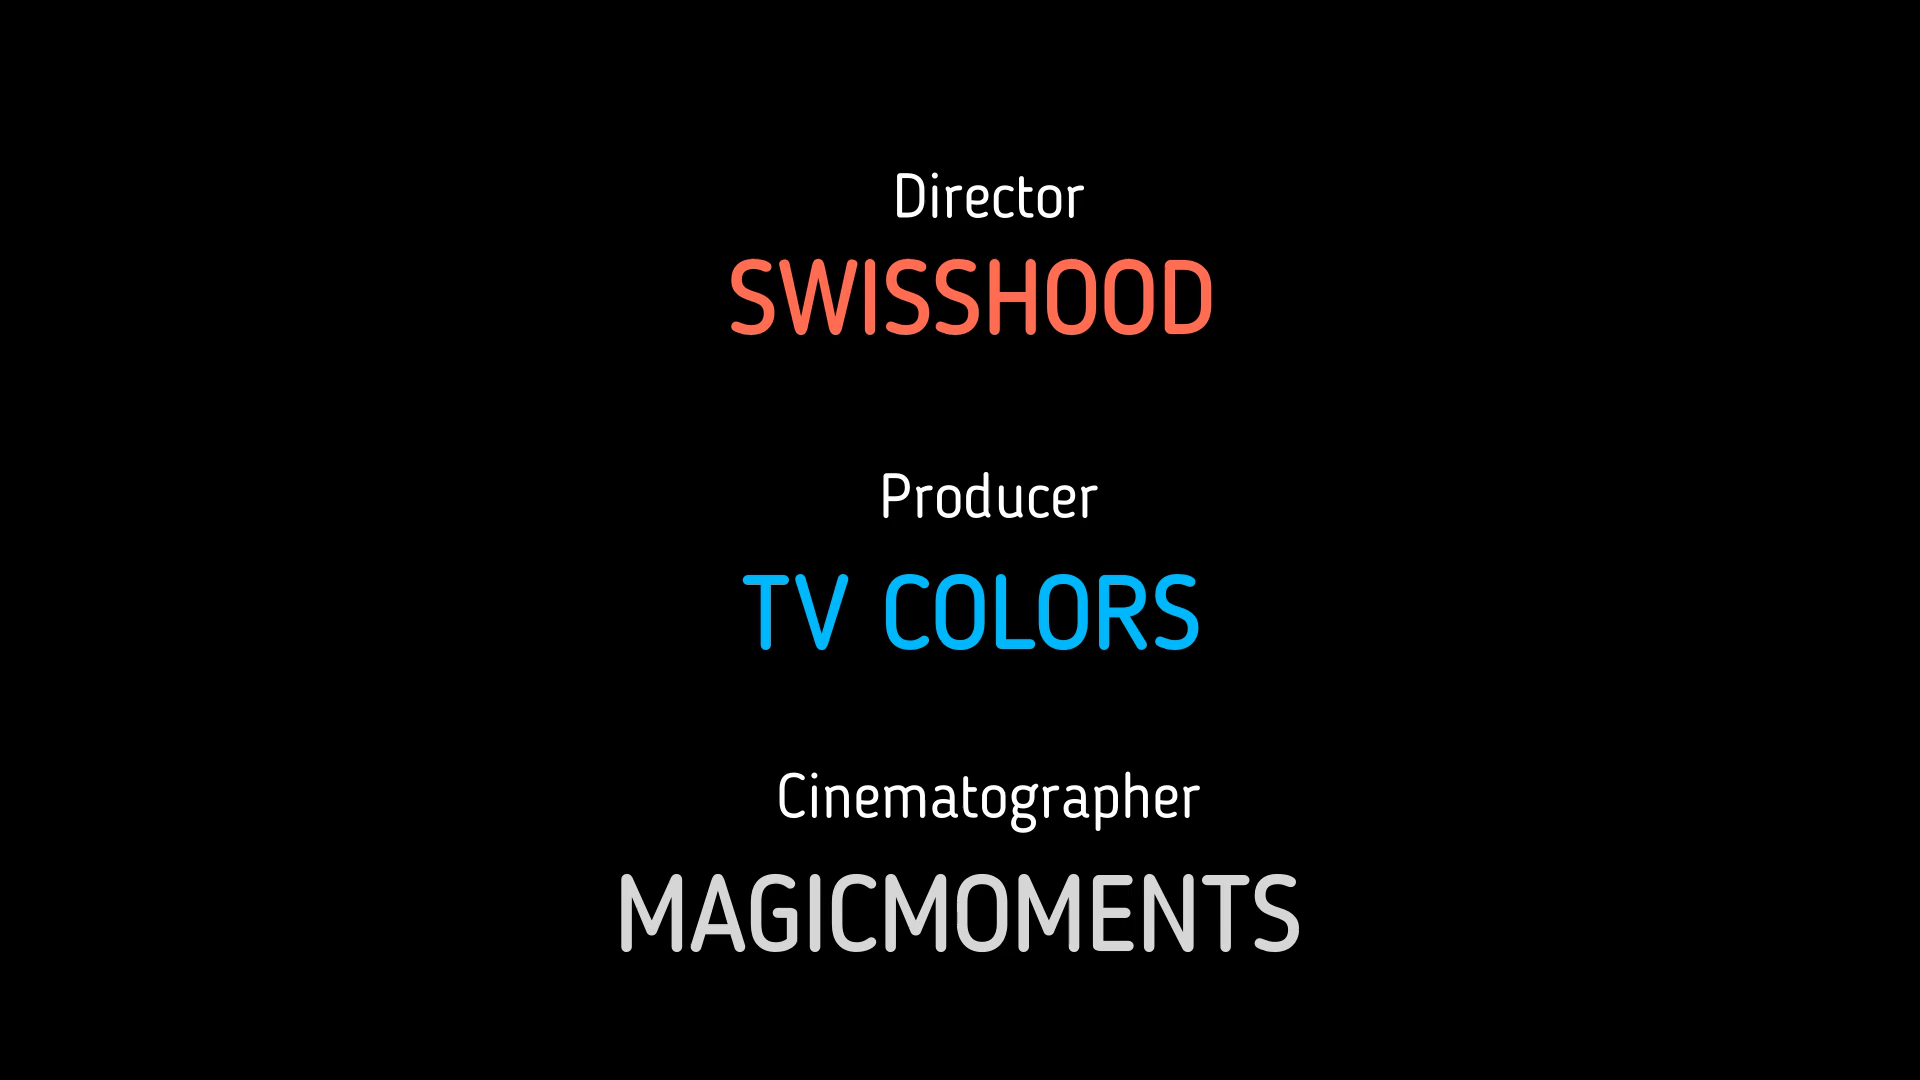 Director
SWISSHOOD
Producer
TV COLORS
Cinematographer
MAGICMOMENTS